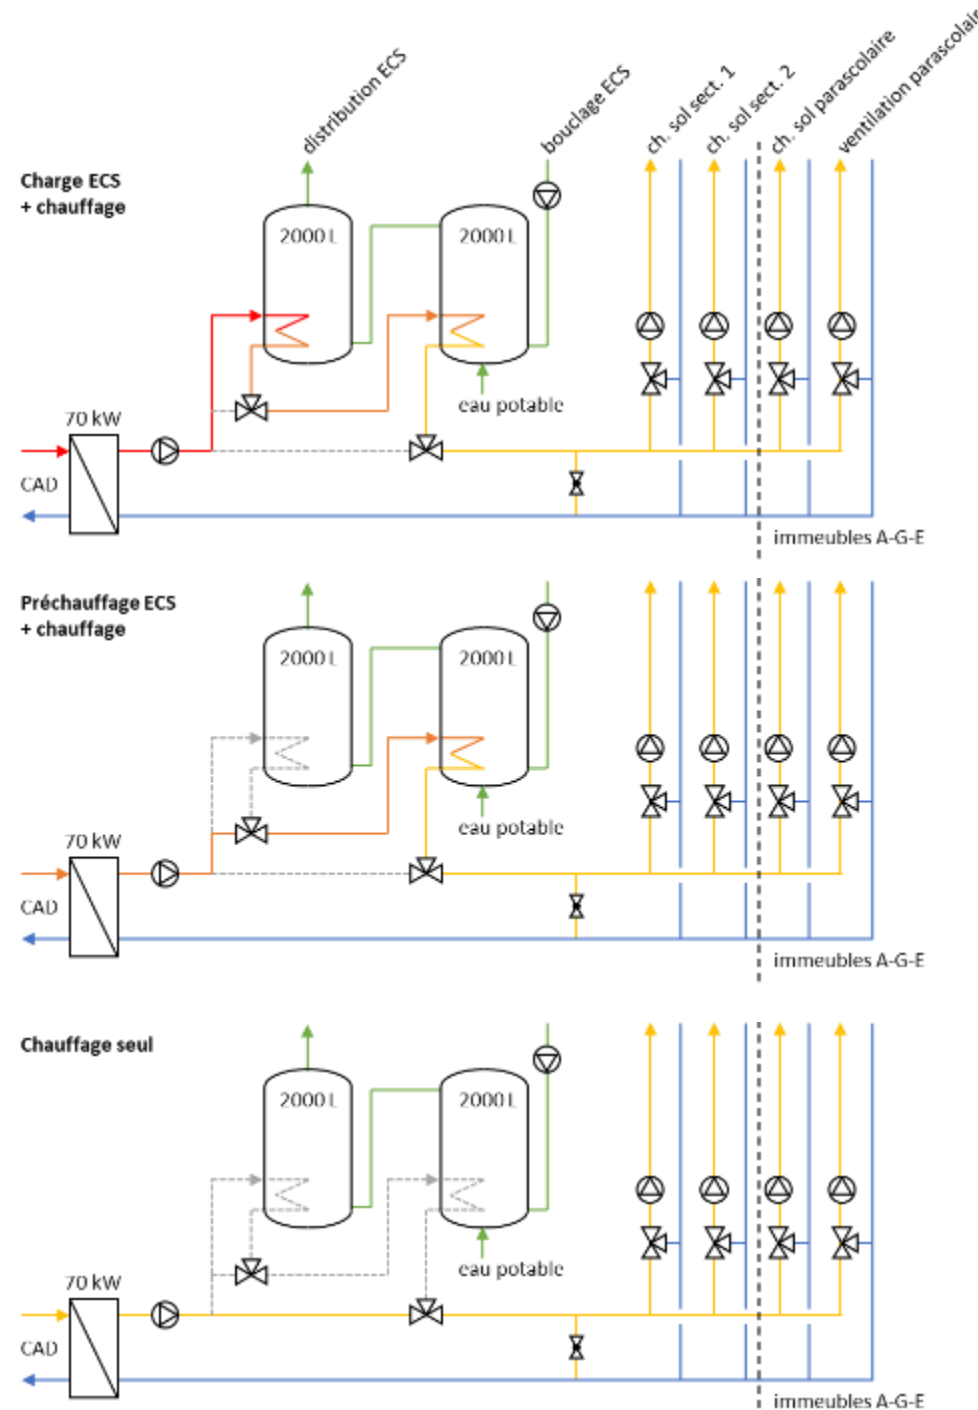 distribution ECS
bouclage ECS
ch. sol sect. 1
ch. sol sect. 2
ch. sol parascolaire
ventilation parascolaire
Charge ECS
+ chauffage
2000 L
2000 L
eau potable
70 kW
CAD
immeubles A-G-E
Préchauffage ECS
+ chauffage
2000 L
2000 L
eau potable
70 kW
CAD
immeubles A-G-E
Chauffage seul
2000 L
2000 L
eau potable
70 kW
CAD
immeubles A-G-E